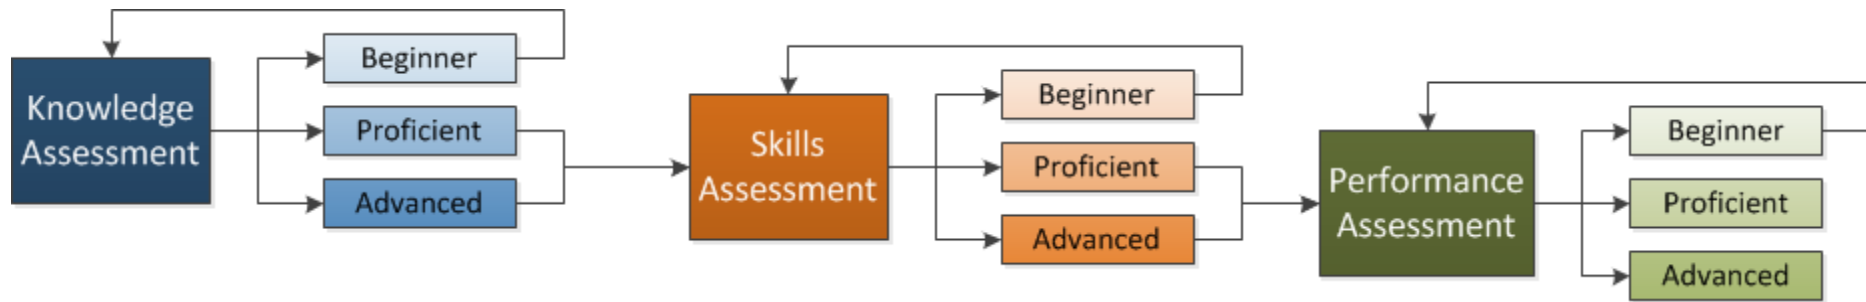 Knowledge
Assessment
Beginner
Proficient
Advanced
Skills
Assessment
Beginner
Proficient
Advanced
Performance
Assessment
Beginner
Proficient
Advanced